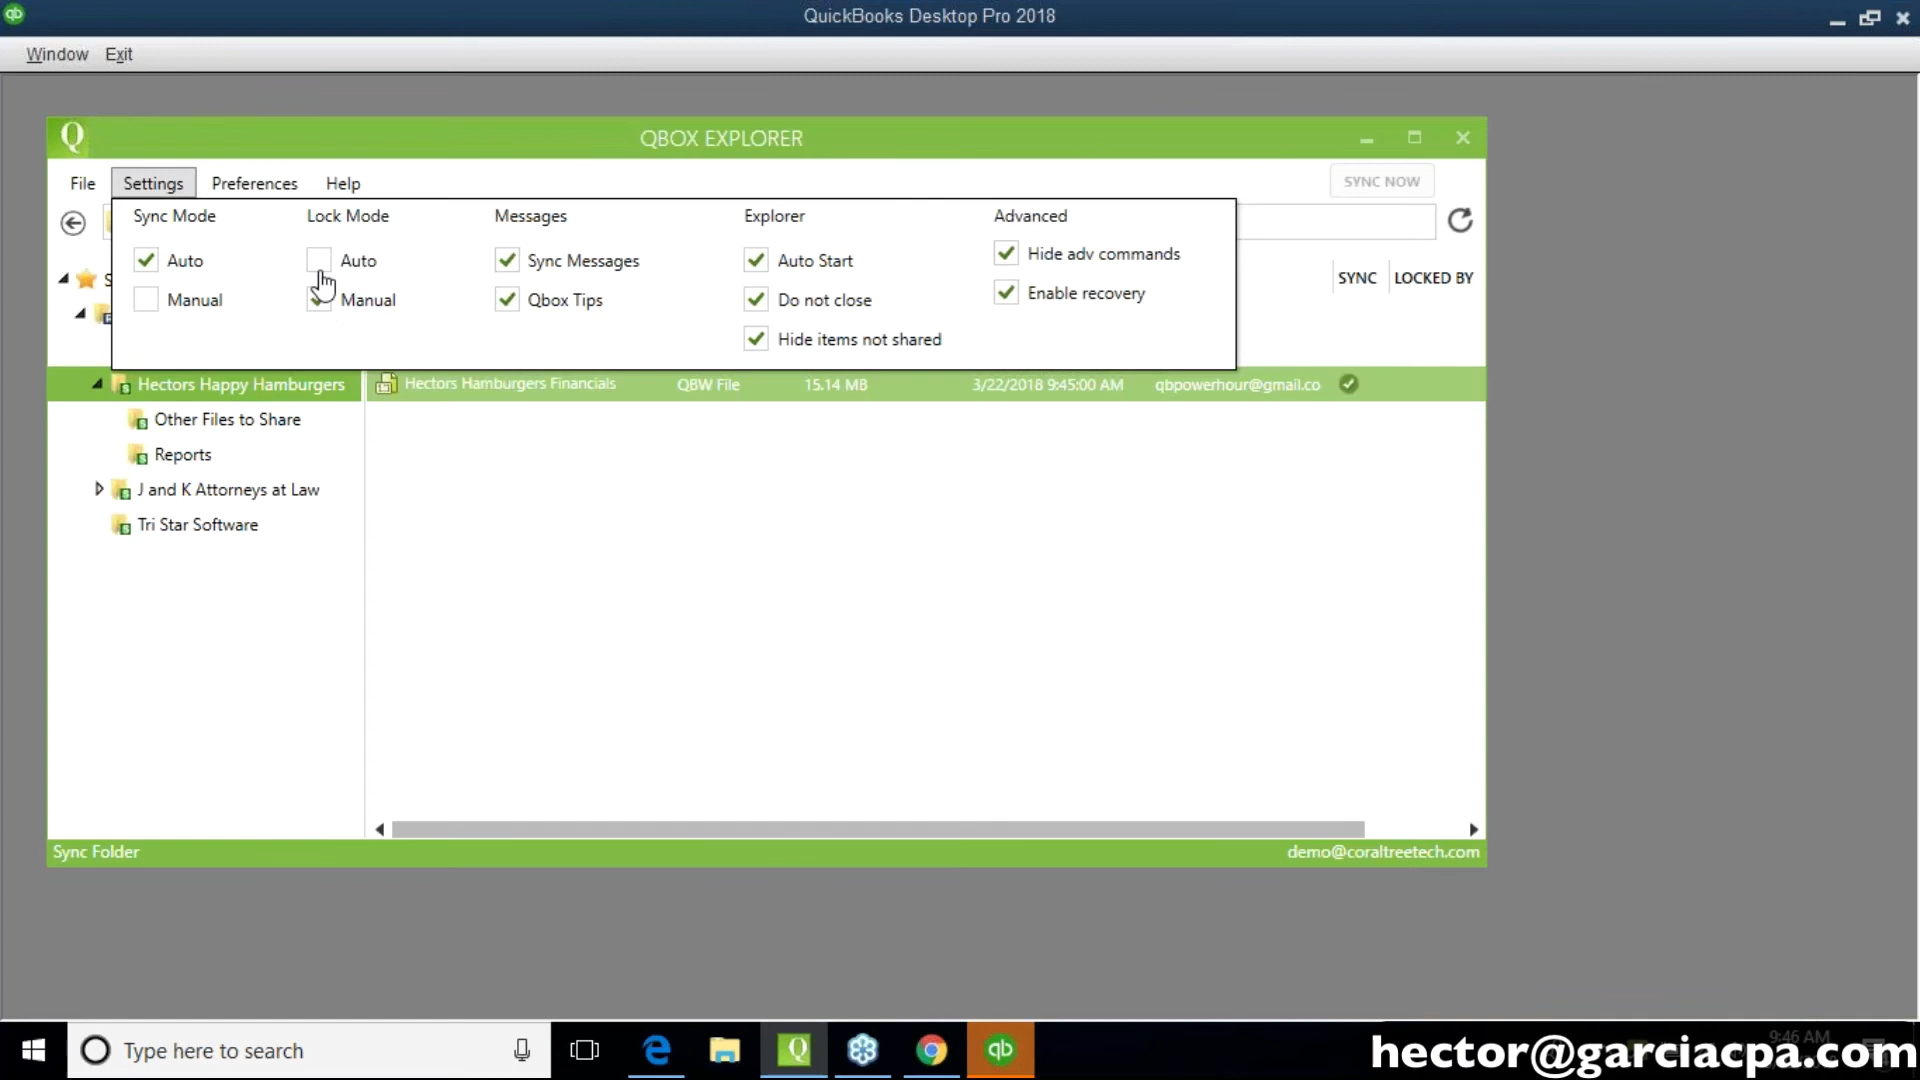 QuickBooks Desktop Pro 2018
Window Exit
Q QBOX EXPLORER
File Settings Preferences Help SYNC NOW
Sync Mode Lock Mode Messages Explorer Advanced
Auto Auto Sync Messages Auto Start Hide adv commands
Manual Manual Qbox Tips Do not close Enable recovery
Hide items not shared
S SYNC LOCKED BY
Hectors Happy Hamburgers Hectors Hamburgers Financials QBW File 15.14 MB 3/22/2018 9:45:00 AM qbpowerhour@gmail.co
Other Files to Share
Reports
J and K Attorneys at Law
Tri Star Software
Sync Folder demo@coraltreetech.com
Type here to search
9:46 AM
hector@garciacpa.com